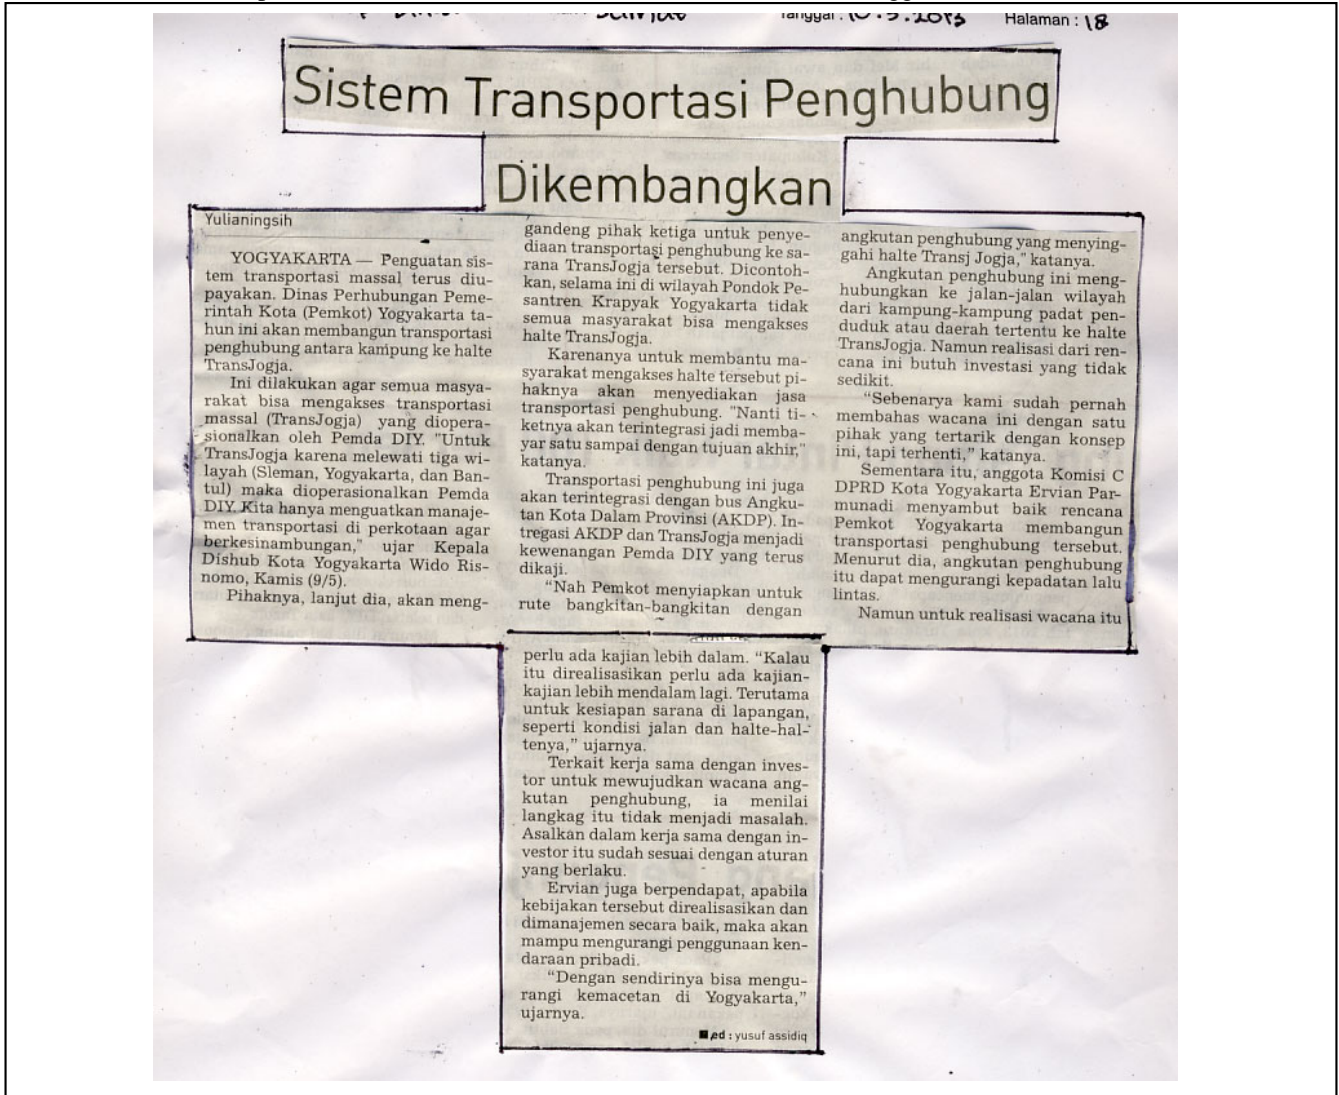 Tanggal : 10.5.2013 Halaman : 18
Sistem Transportasi Penghubung
Dikembangkan
Yulianingsih
YOGYAKARTA — Penguatan sis-
tem transportasi massal terus diu-
payakan. Dinas Perhubungan Peme-
rintah Kota (Pemkot) Yogyakarta ta-
hun ini akan membangun transportasi
penghubung antara kampung ke halte
TransJogja.
Ini dilakukan agar semua masya-
rakat bisa mengakses transportasi
massal (TransJogja) yang diopera-
sionalkan oleh Pemda DIY. "Untuk
TransJogja karena melewati tiga wi-
layah (Sleman, Yogyakarta, dan Ban-
tul) maka dioperasionalkan Pemda
DIY. Kita hanya menguatkan manaje-
men transportasi di perkotaan agar
berkesinambungan," ujar Kepala
Dishub Kota Yogyakarta Wido Ris-
nomo, Kamis (9/5).
Pihaknya, lanjut dia, akan meng-
gandeng pihak ketiga untuk penye-
diaan transportasi penghubung ke sa-
rana TransJogja tersebut. Dicontoh-
kan, selama ini di wilayah Pondok Pe-
santren Krapyak Yogyakarta tidak
semua masyarakat bisa mengakses
halte TransJogja.
Karenanya untuk membantu ma-
syarakat mengakses halte tersebut pi-
haknya akan menyediakan jasa
transportasi penghubung. "Nanti ti-
ketnya akan terintegrasi jadi memba-
yar satu sampai dengan tujuan akhir,"
katanya.
Transportasi penghubung ini juga
akan terintegrasi dengan bus Angku-
tan Kota Dalam Provinsi (AKDP). In-
tregasi AKDP dan TransJogja menjadi
kewenangan Pemda DIY yang terus
dikaji.
"Nah Pemkot menyiapkan untuk
rute bangkitan-bangkitan dengan
angkutan penghubung yang menying-
gahi halte Transj Jogja," katanya.
Angkutan penghubung ini meng-
hubungkan ke jalan-jalan wilayah
dari kampung-kampung padat pen-
duduk atau daerah tertentu ke halte
TransJogja. Namun realisasi dari ren-
cana ini butuh investasi yang tidak
sedikit.
"Sebenarya kami sudah pernah
membahas wacana ini dengan satu
pihak yang tertarik dengan konsep
ini, tapi terhenti," katanya.
Sementara itu, anggota Komisi C
DPRD Kota Yogyakarta Ervian Par-
munadi menyambut baik rencana
Pemkot Yogyakarta membangun
transportasi penghubung tersebut.
Menurut dia, angkutan penghubung
itu dapat mengurangi kepadatan lalu
lintas.
Namun untuk realisasi wacana itu
perlu ada kajian lebih dalam. "Kalau
itu direalisasikan perlu ada kajian-
kajian lebih mendalam lagi. Terutama
untuk kesiapan sarana di lapangan,
seperti kondisi jalan dan halte-hal-
tenya," ujarnya.
Terkait kerja sama dengan inves-
tor untuk mewujudkan wacana ang-
kutan penghubung, ia menilai
langkag itu tidak menjadi masalah.
Asalkan dalam kerja sama dengan in-
vestor itu sudah sesuai dengan aturan
yang berlaku.
Ervian juga berpendapat, apabila
kebijakan tersebut direalisasikan dan
dimanajemen secara baik, maka akan
mampu mengurangi penggunaan ken-
daraan pribadi.
"Dengan sendirinya bisa mengu-
rangi kemacetan di Yogyakarta,"
ujarnya.
■ ed : yusuf assidiq